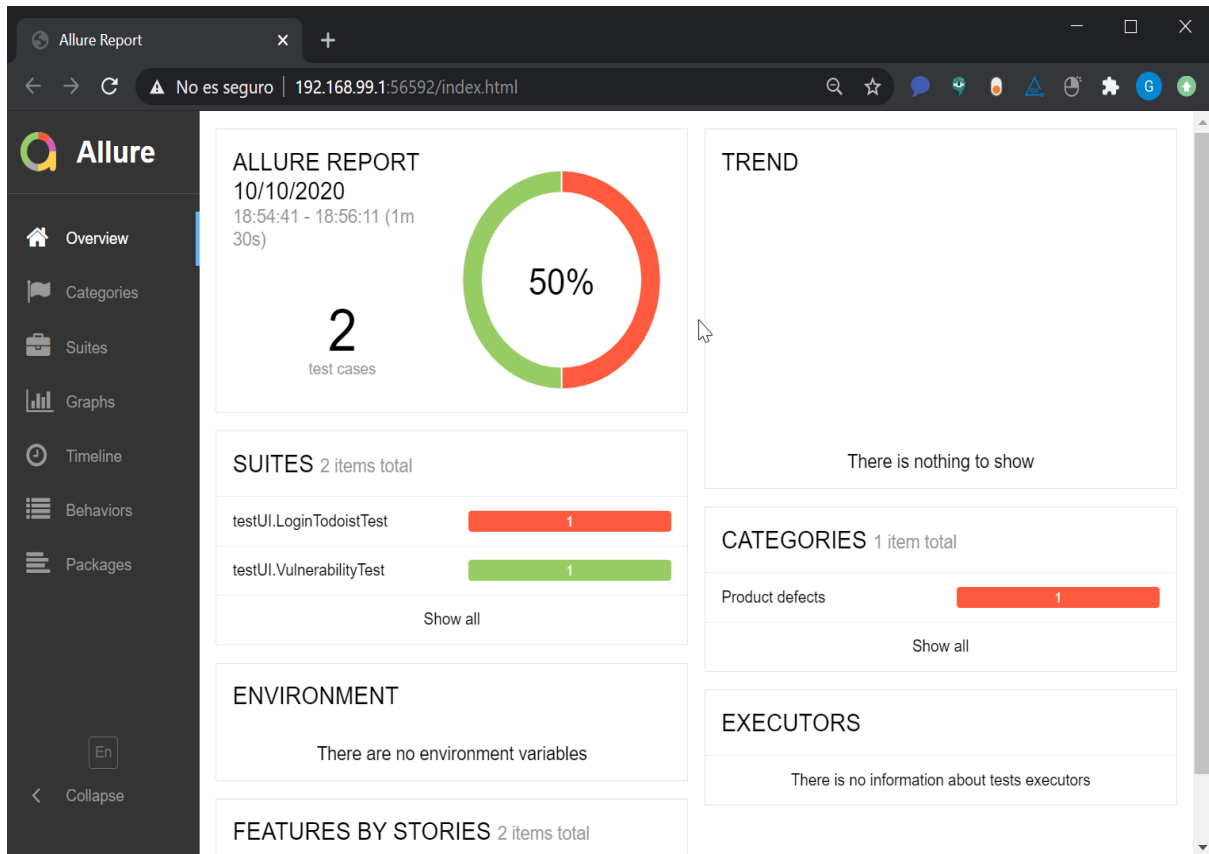 Allure Report
No es seguro | 192.168.99.1:56592/index.html
G
Allure
Overview
Categories
Suites
Graphs
Timeline
Behaviors
Packages
En
Collapse
ALLURE REPORT
10/10/2020
18:54:41 - 18:56:11 (1m
30s)
2
test cases
50%
SUITES 2 items total
testUI.LoginTodoistTest 1
testUI.VulnerabilityTest 1
Show all
ENVIRONMENT
There are no environment variables
FEATURES BY STORIES 2 items total
TREND
There is nothing to show
CATEGORIES 1 item total
Product defects 1
Show all
EXECUTORS
There is no information about tests executors